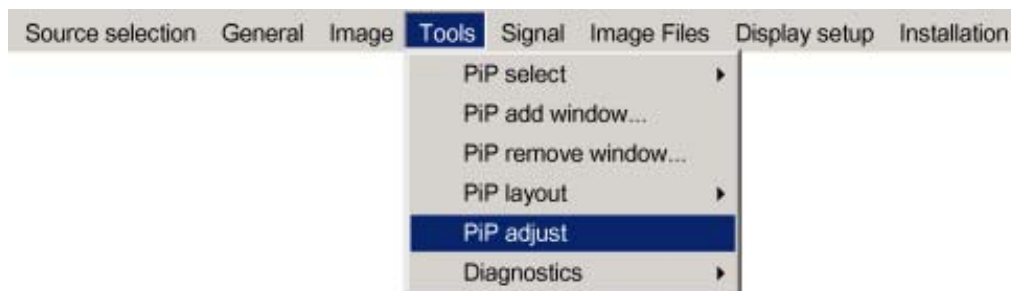 Source selection General Image Tools Signal Image Files Display setup Installation
PiP select
PiP add window...
PiP remove window...
PiP layout
PiP adjust
Diagnostics